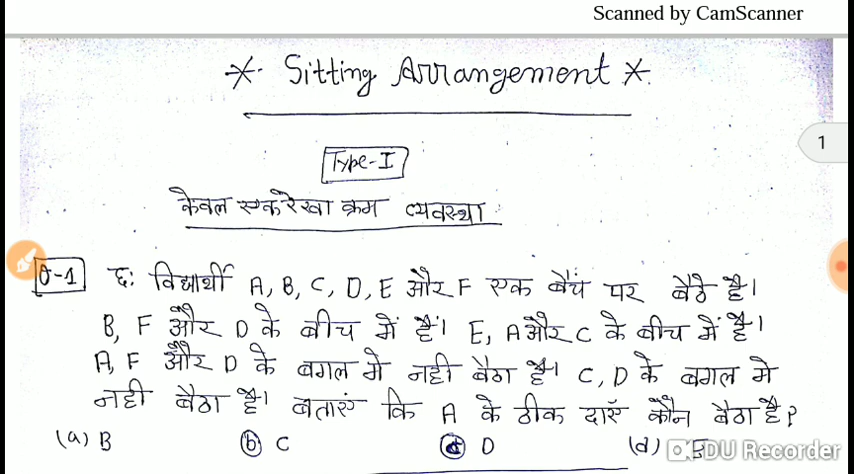 Scanned by CamScanner
* Sitting Arrangement *
1
Type-I
केवल एकरेखा क्रम व्यवस्था
Q-1 छः विद्यार्थी A, B, C, D, E और F एक बैंच पर बैठे है।
B, F और D के बीच में है। E, A और C के बीच में है।
A, F और D के बगल मे नही बैठा है। C, D के बगल मे
नही बैठा है। बताएं कि A के ठीक दाएँ कौन बैठा है?
(a) B (b) C (c) D (d) E
DU Recorder